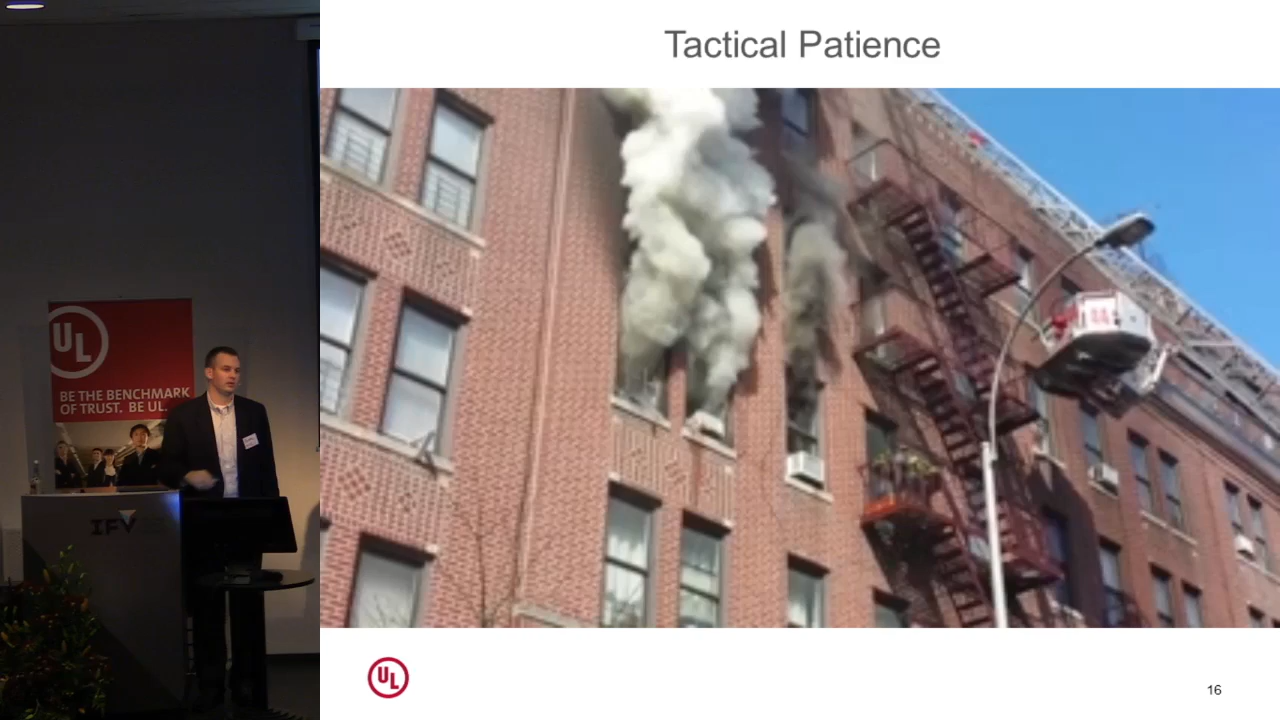 Tactical Patience
UL
BE THE BENCHMARK
OF TRUST. BE UL.
IFV
UL
16